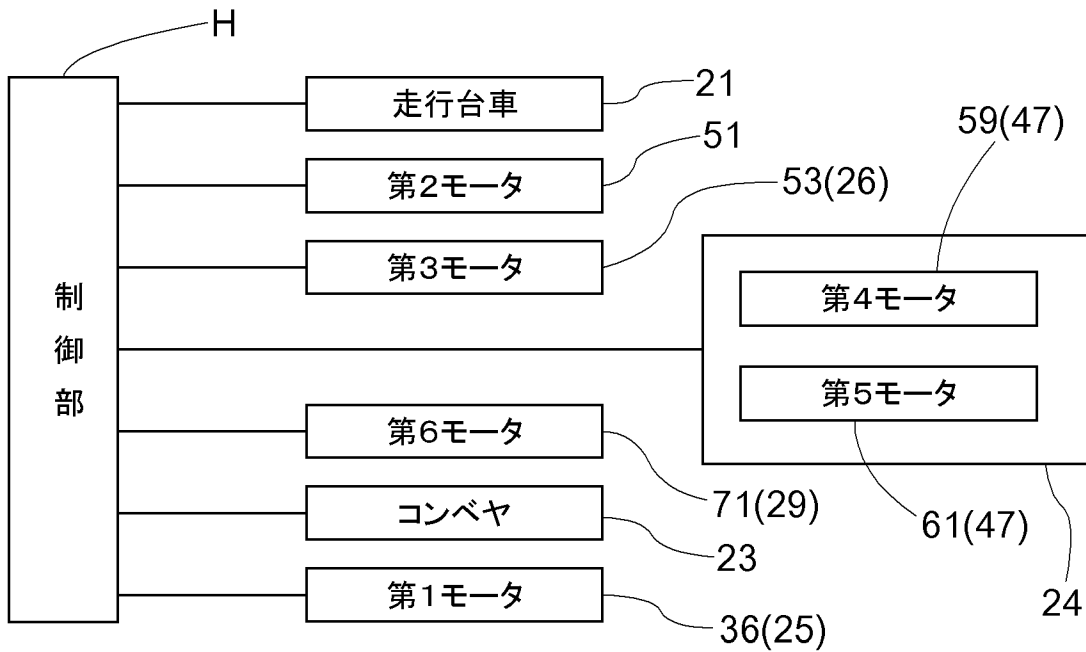 H
走行台車
21
第2モータ
51
59(47)
第3モータ
53(26)
制御部
第4モータ
第5モータ
第6モータ
71(29)
61(47)
コンベヤ
23
24
第1モータ
36(25)